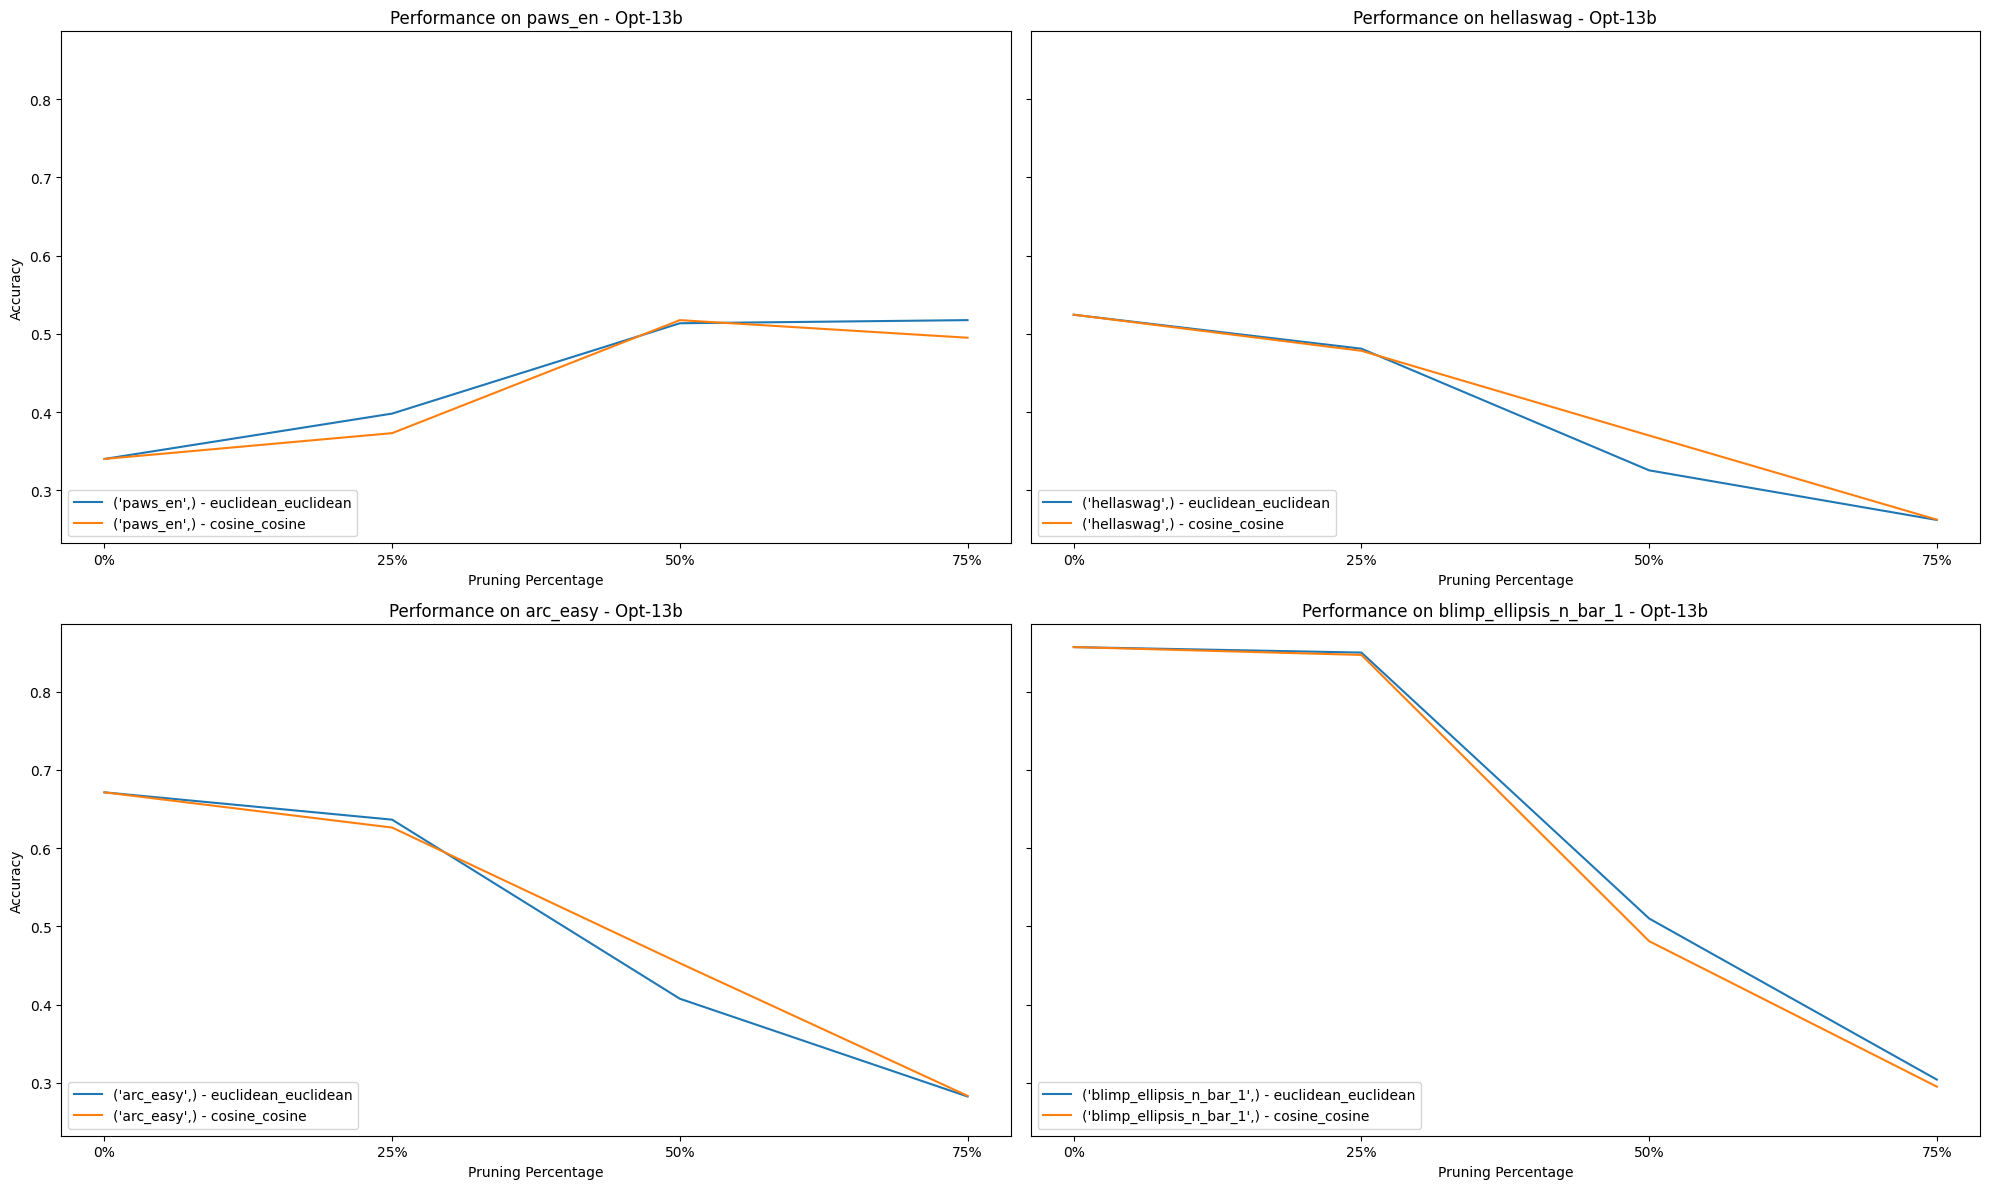 Performance on paws_en - Opt-13b
Accuracy
0.8
0.7
0.6
0.5
0.4
0.3
('paws_en',) - euclidean_euclidean
('paws_en',) - cosine_cosine
0%
25%
50%
75%
Pruning Percentage
Performance on hellaswag - Opt-13b
('hellaswag',) - euclidean_euclidean
('hellaswag',) - cosine_cosine
0%
25%
50%
75%
Pruning Percentage
Performance on arc_easy - Opt-13b
Accuracy
0.8
0.7
0.6
0.5
0.4
0.3
('arc_easy',) - euclidean_euclidean
('arc_easy',) - cosine_cosine
0%
25%
50%
75%
Pruning Percentage
Performance on blimp_ellipsis_n_bar_1 - Opt-13b
('blimp_ellipsis_n_bar_1',) - euclidean_euclidean
('blimp_ellipsis_n_bar_1',) - cosine_cosine
0%
25%
50%
75%
Pruning Percentage